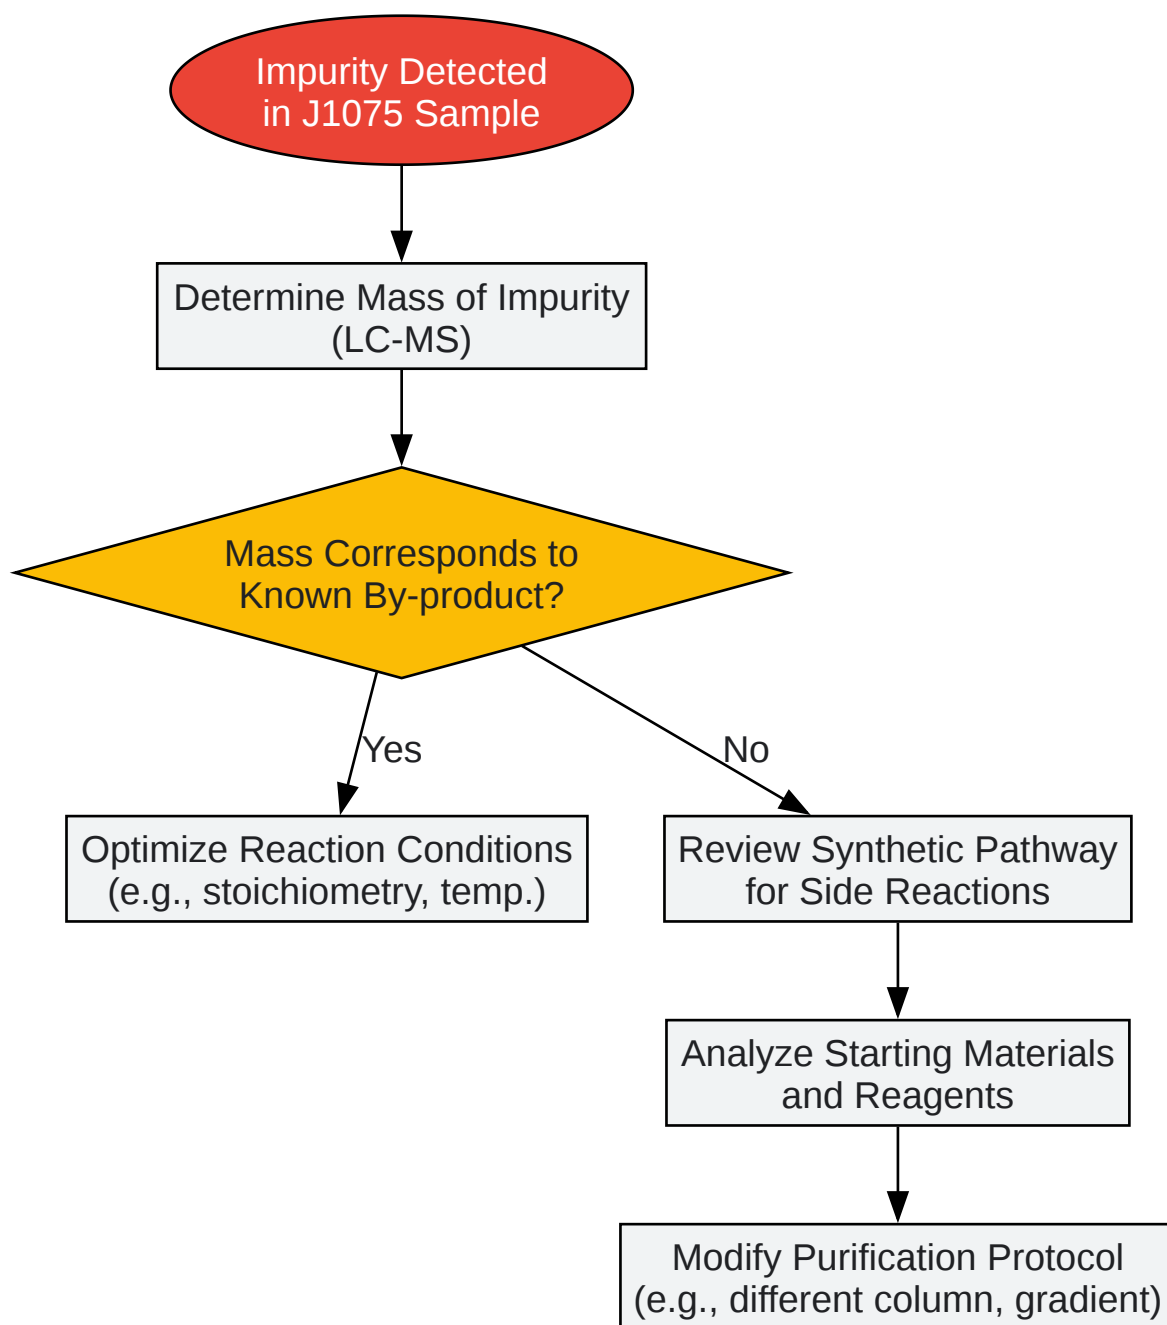 Impurity Detected
in J1075 Sample
Determine Mass of Impurity
(LC-MS)
Mass Corresponds to
Known By-product?
Yes
No
Optimize Reaction Conditions
(e.g., stoichiometry, temp.)
Review Synthetic Pathway
for Side Reactions
Analyze Starting Materials
and Reagents
Modify Purification Protocol
(e.g., different column, gradient)